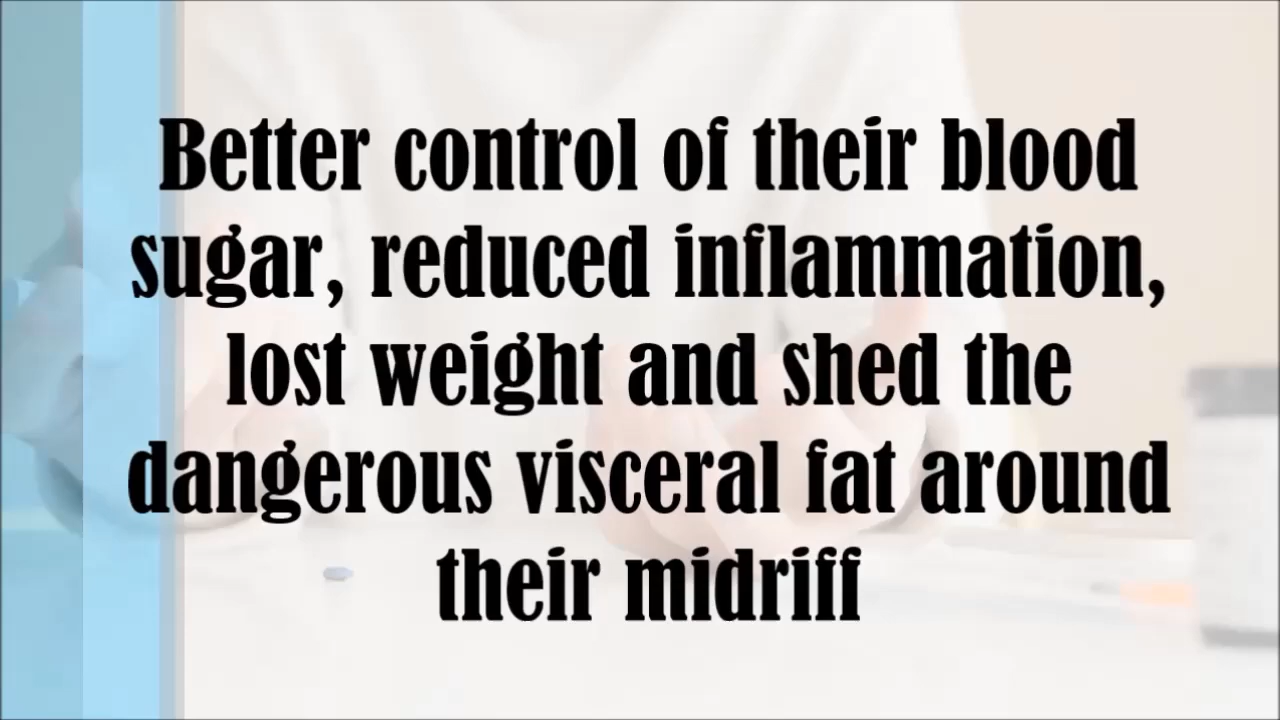 Better control of their blood
sugar, reduced inflammation,
lost weight and shed the
dangerous visceral fat around
their midriff